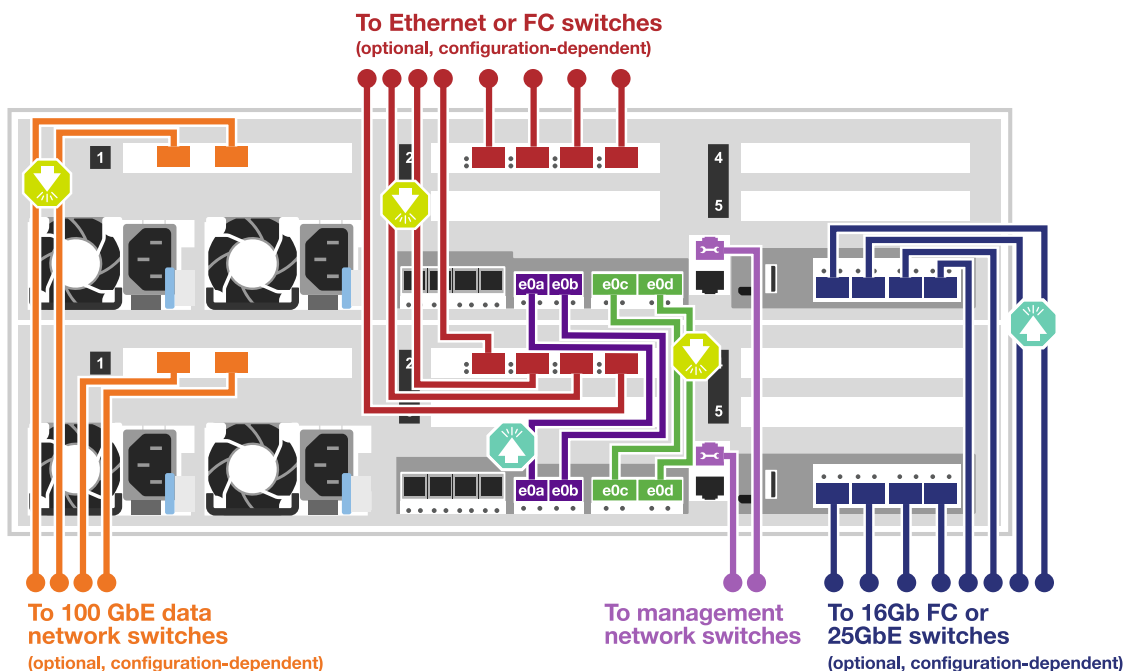 To Ethernet or FC switches
(optional, configuration-dependent)
1
2
4
5
e0a e0b e0c e0d
1
2
5
e0a e0b e0c e0d
To 100 GbE data
network switches
(optional, configuration-dependent)
To management
network switches
To 16Gb FC or
25GbE switches
(optional, configuration-dependent)